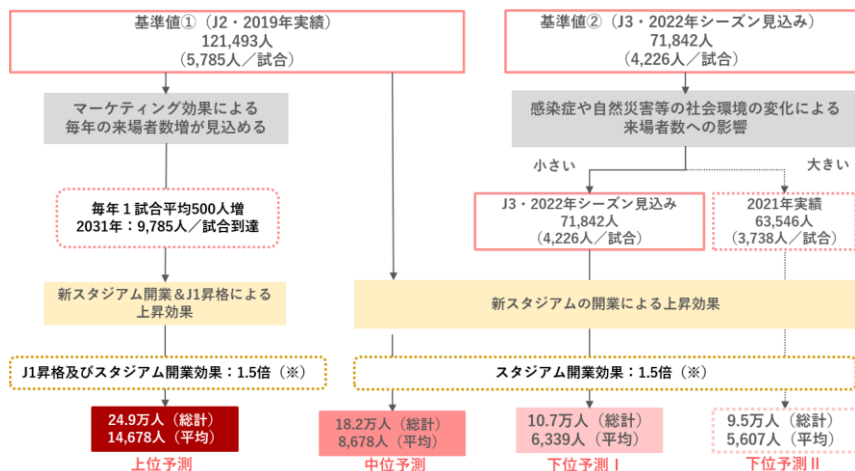 基準値①（J2・2019年実績）
121,493人
（5,785人／試合）
基準値②（J3・2022年シーズン見込み）
71,842人
（4,226人／試合）
マーケティング効果による
毎年の来場者数増が見込める
感染症や自然災害等の社会環境の変化による
来場者数への影響
小さい
大きい
毎年１試合平均500人増
2031年：9,785人／試合到達
J3・2022年シーズン見込み
71,842人
（4,226人／試合）
2021年実績
63,546人
（3,738人／試合）
新スタジアム開業＆J1昇格による
上昇効果
新スタジアムの開業による上昇効果
J1昇格及びスタジアム開業効果：1.5倍（※）
スタジアム開業効果：1.5倍（※）
24.9万人（総計）
14,678人（平均）
18.2万人（総計）
8,678人（平均）
10.7万人（総計）
6,339人（平均）
9.5万人（総計）
5,607人（平均）
上位予測
中位予測
下位予測Ⅰ
下位予測Ⅱ